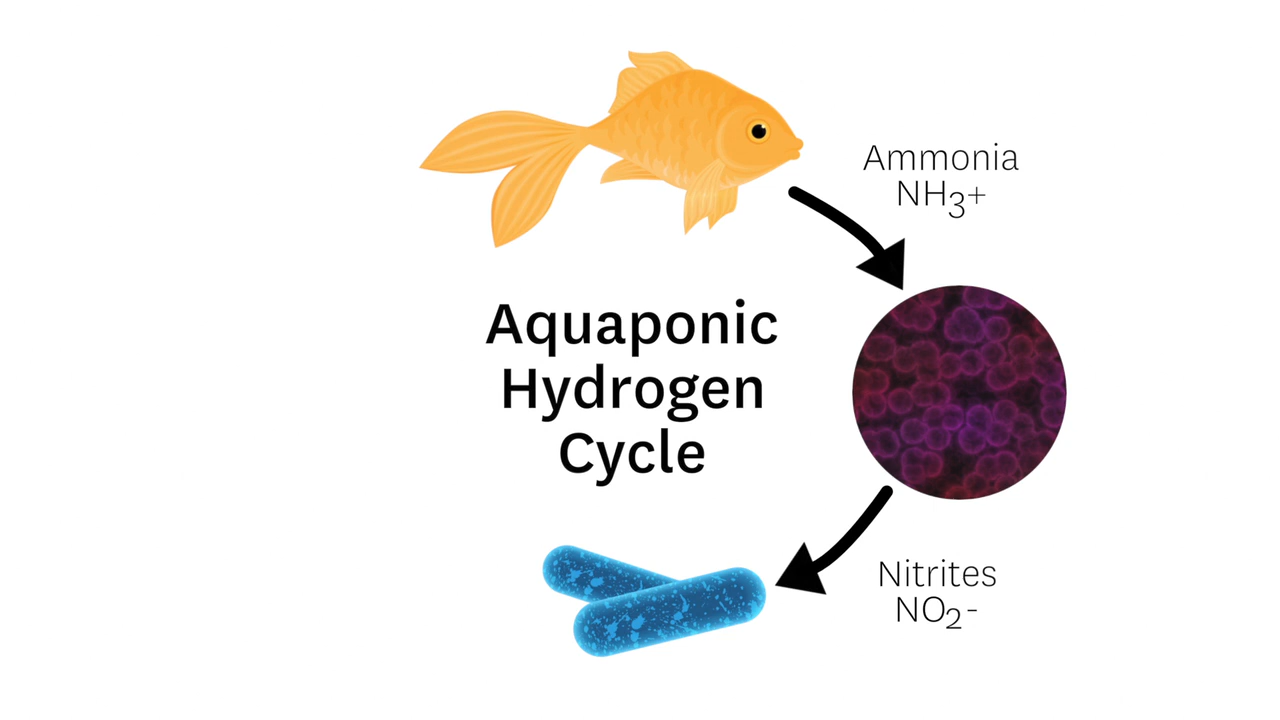 Ammonia
NH₃+
Aquaponic
Hydrogen
Cycle
Nitrites
NO₂-